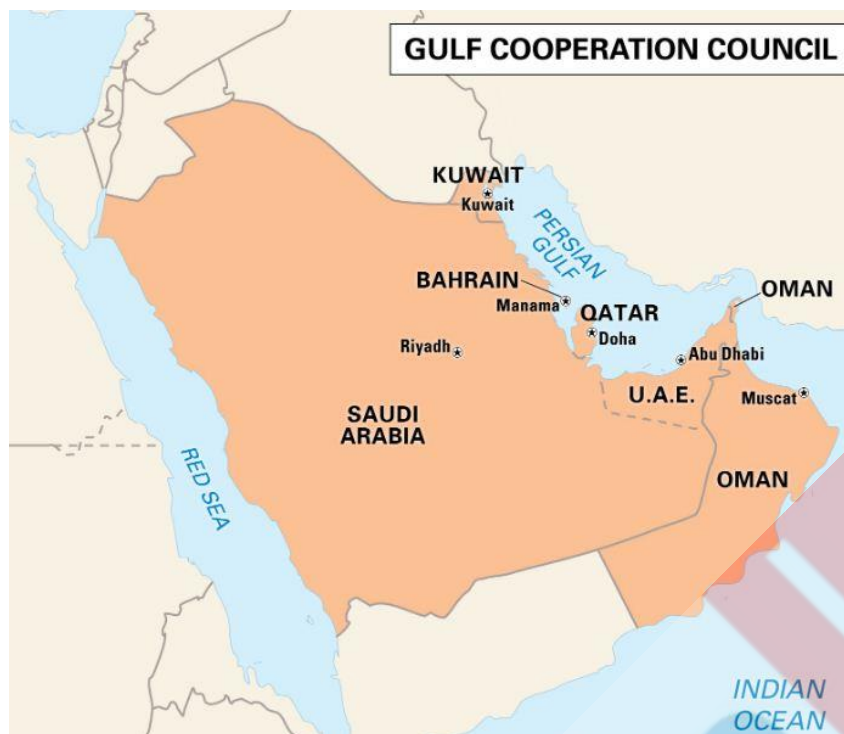 GULF COOPERATION COUNCIL
KUWAIT
Kuwait
PERSIAN
GULF
BAHRAIN
Manama
QATAR
Doha
OMAN
Riyadh
Abu Dhabi
U.A.E.
Muscat
SAUDI
ARABIA
RED SEA
OMAN
INDIAN
OCEAN